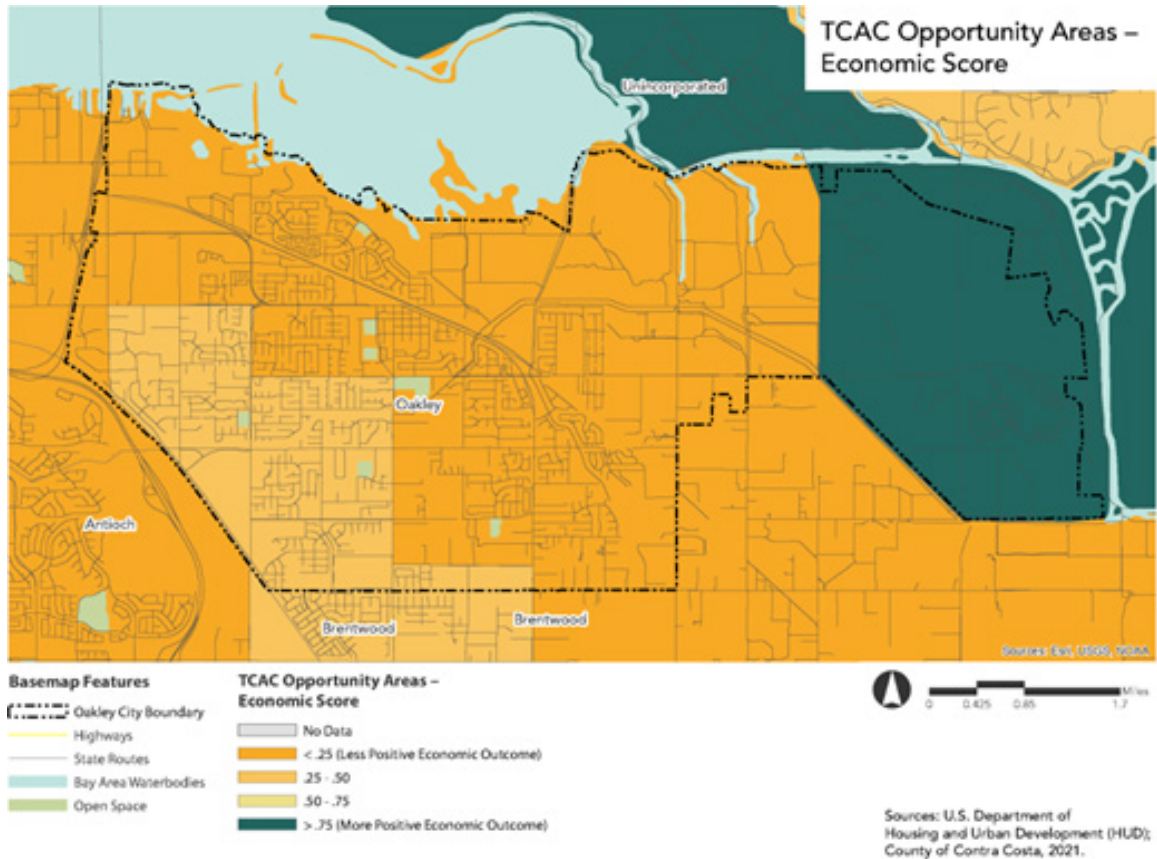 TCAC Opportunity Areas –
Economic Score
Unincorporated
Oakley
Antioch
Brentwood
Brentwood
Sources: Esri, USGS, NOAA
Basemap Features
Oakley City Boundary
Highways
State Routes
Bay Area Waterbodies
Open Space
TCAC Opportunity Areas –
Economic Score
No Data
< .25 (Less Positive Economic Outcome)
.25 - .50
.50 - .75
> .75 (More Positive Economic Outcome)
Miles
0 0.425 0.85 1.7
Sources: U.S. Department of
Housing and Urban Development (HUD);
County of Contra Costa, 2021.